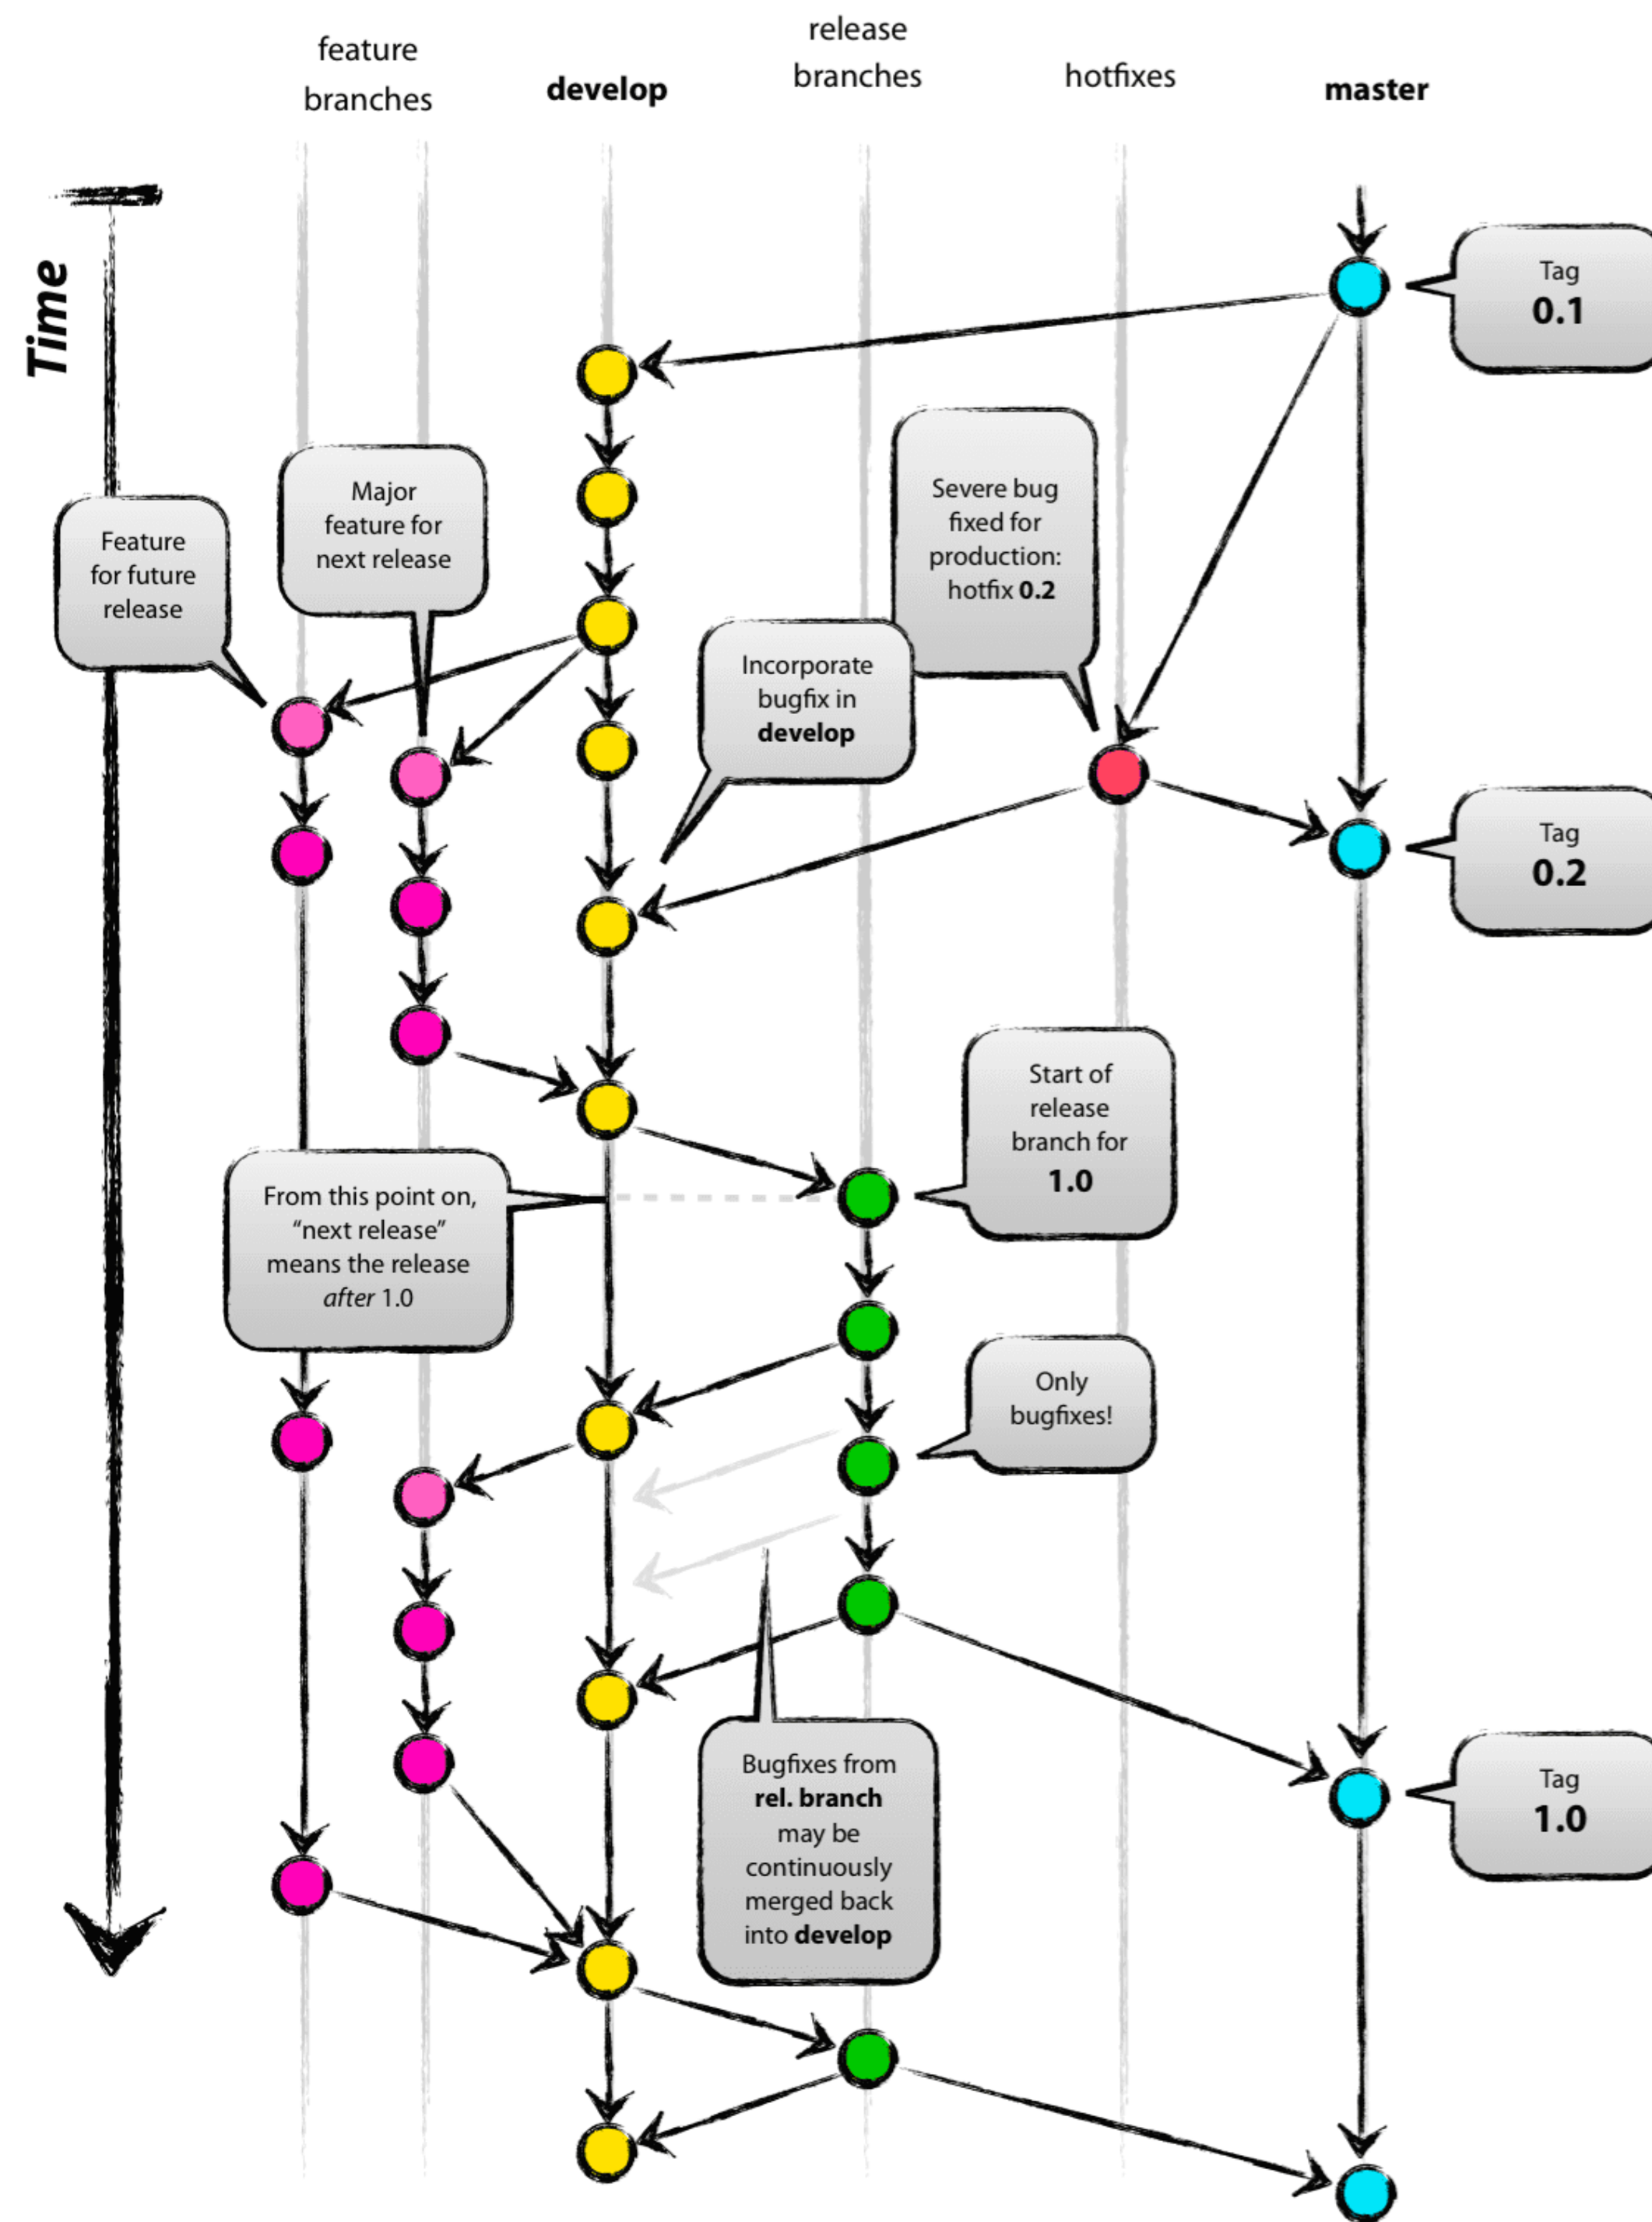 feature
branches
develop
release
branches
hotfixes
master
Time
Tag
0.1
Feature
for future
release
Major
feature for
next release
Severe bug
fixed for
production:
hotfix 0.2
Incorporate
bugfix in
develop
Tag
0.2
Start of
release
branch for
1.0
From this point on,
“next release”
means the release
after 1.0
Only
bugfixes!
Bugfixes from
rel. branch
may be
continuously
merged back
into develop
Tag
1.0